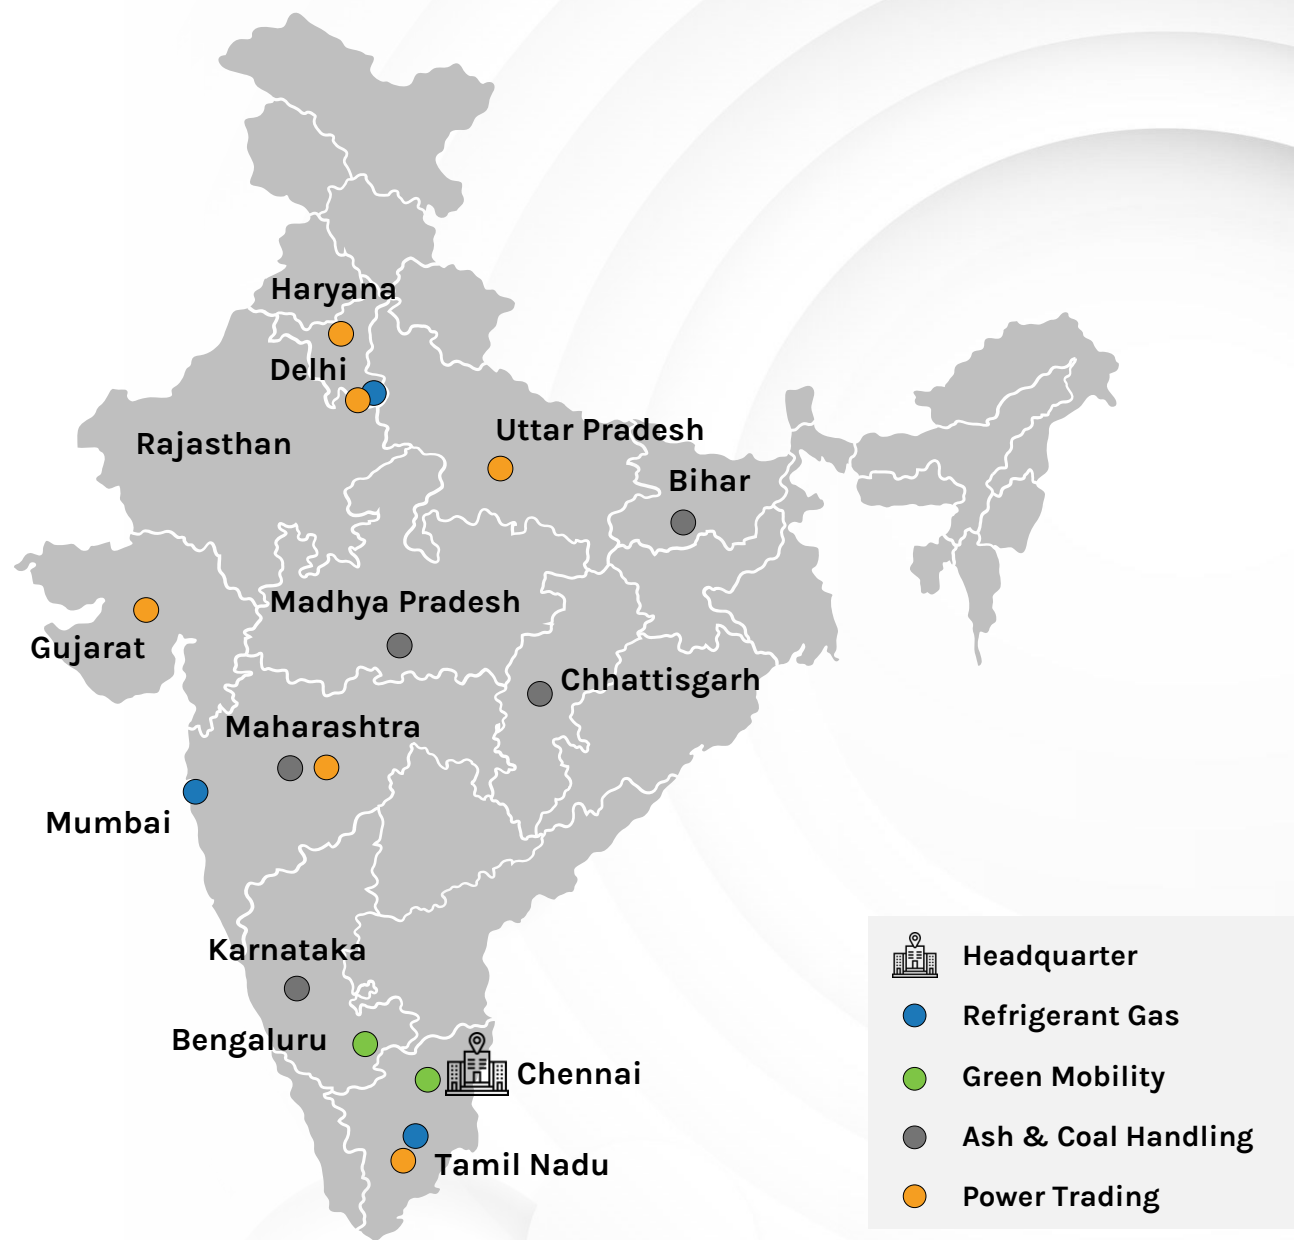 Haryana
Delhi
Rajasthan
Uttar Pradesh
Bihar
Madhya Pradesh
Gujarat
Chhattisgarh
Maharashtra
Mumbai
Karnataka
Bengaluru
Chennai
Tamil Nadu
Headquarter
Refrigerant Gas
Green Mobility
Ash & Coal Handling
Power Trading